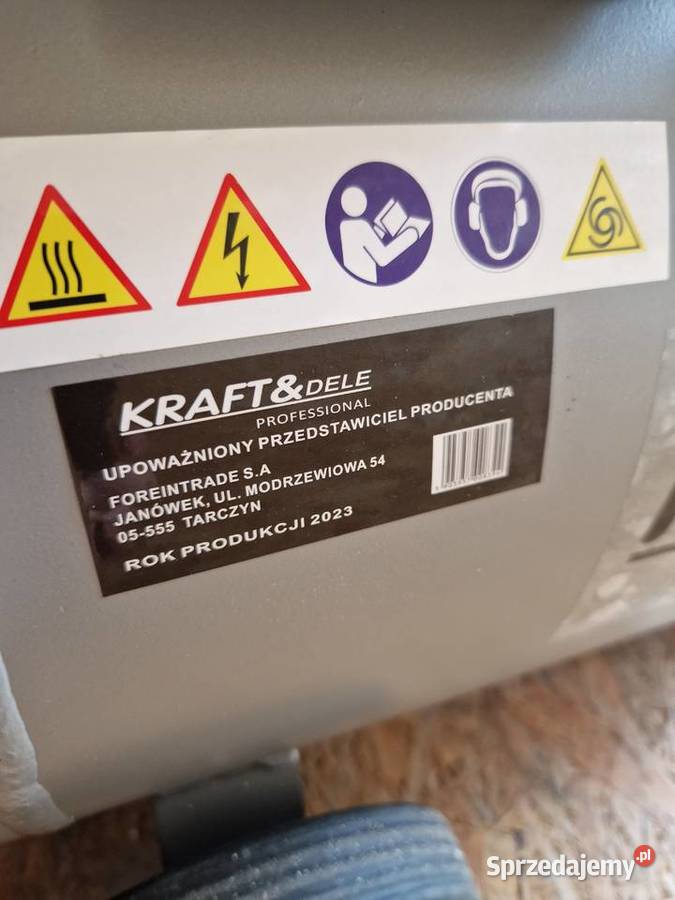 KRAFT&DELE
PROFESSIONAL
UPOWAŻNIONY PRZEDSTAWICIEL PRODUCENTA
FOREINTRADE S.A
JANÓWEK, UL. MODRZEWIOWA 54
05-555 TARCZYN
ROK PRODUKCJI 2023
Sprzedajemy.pl